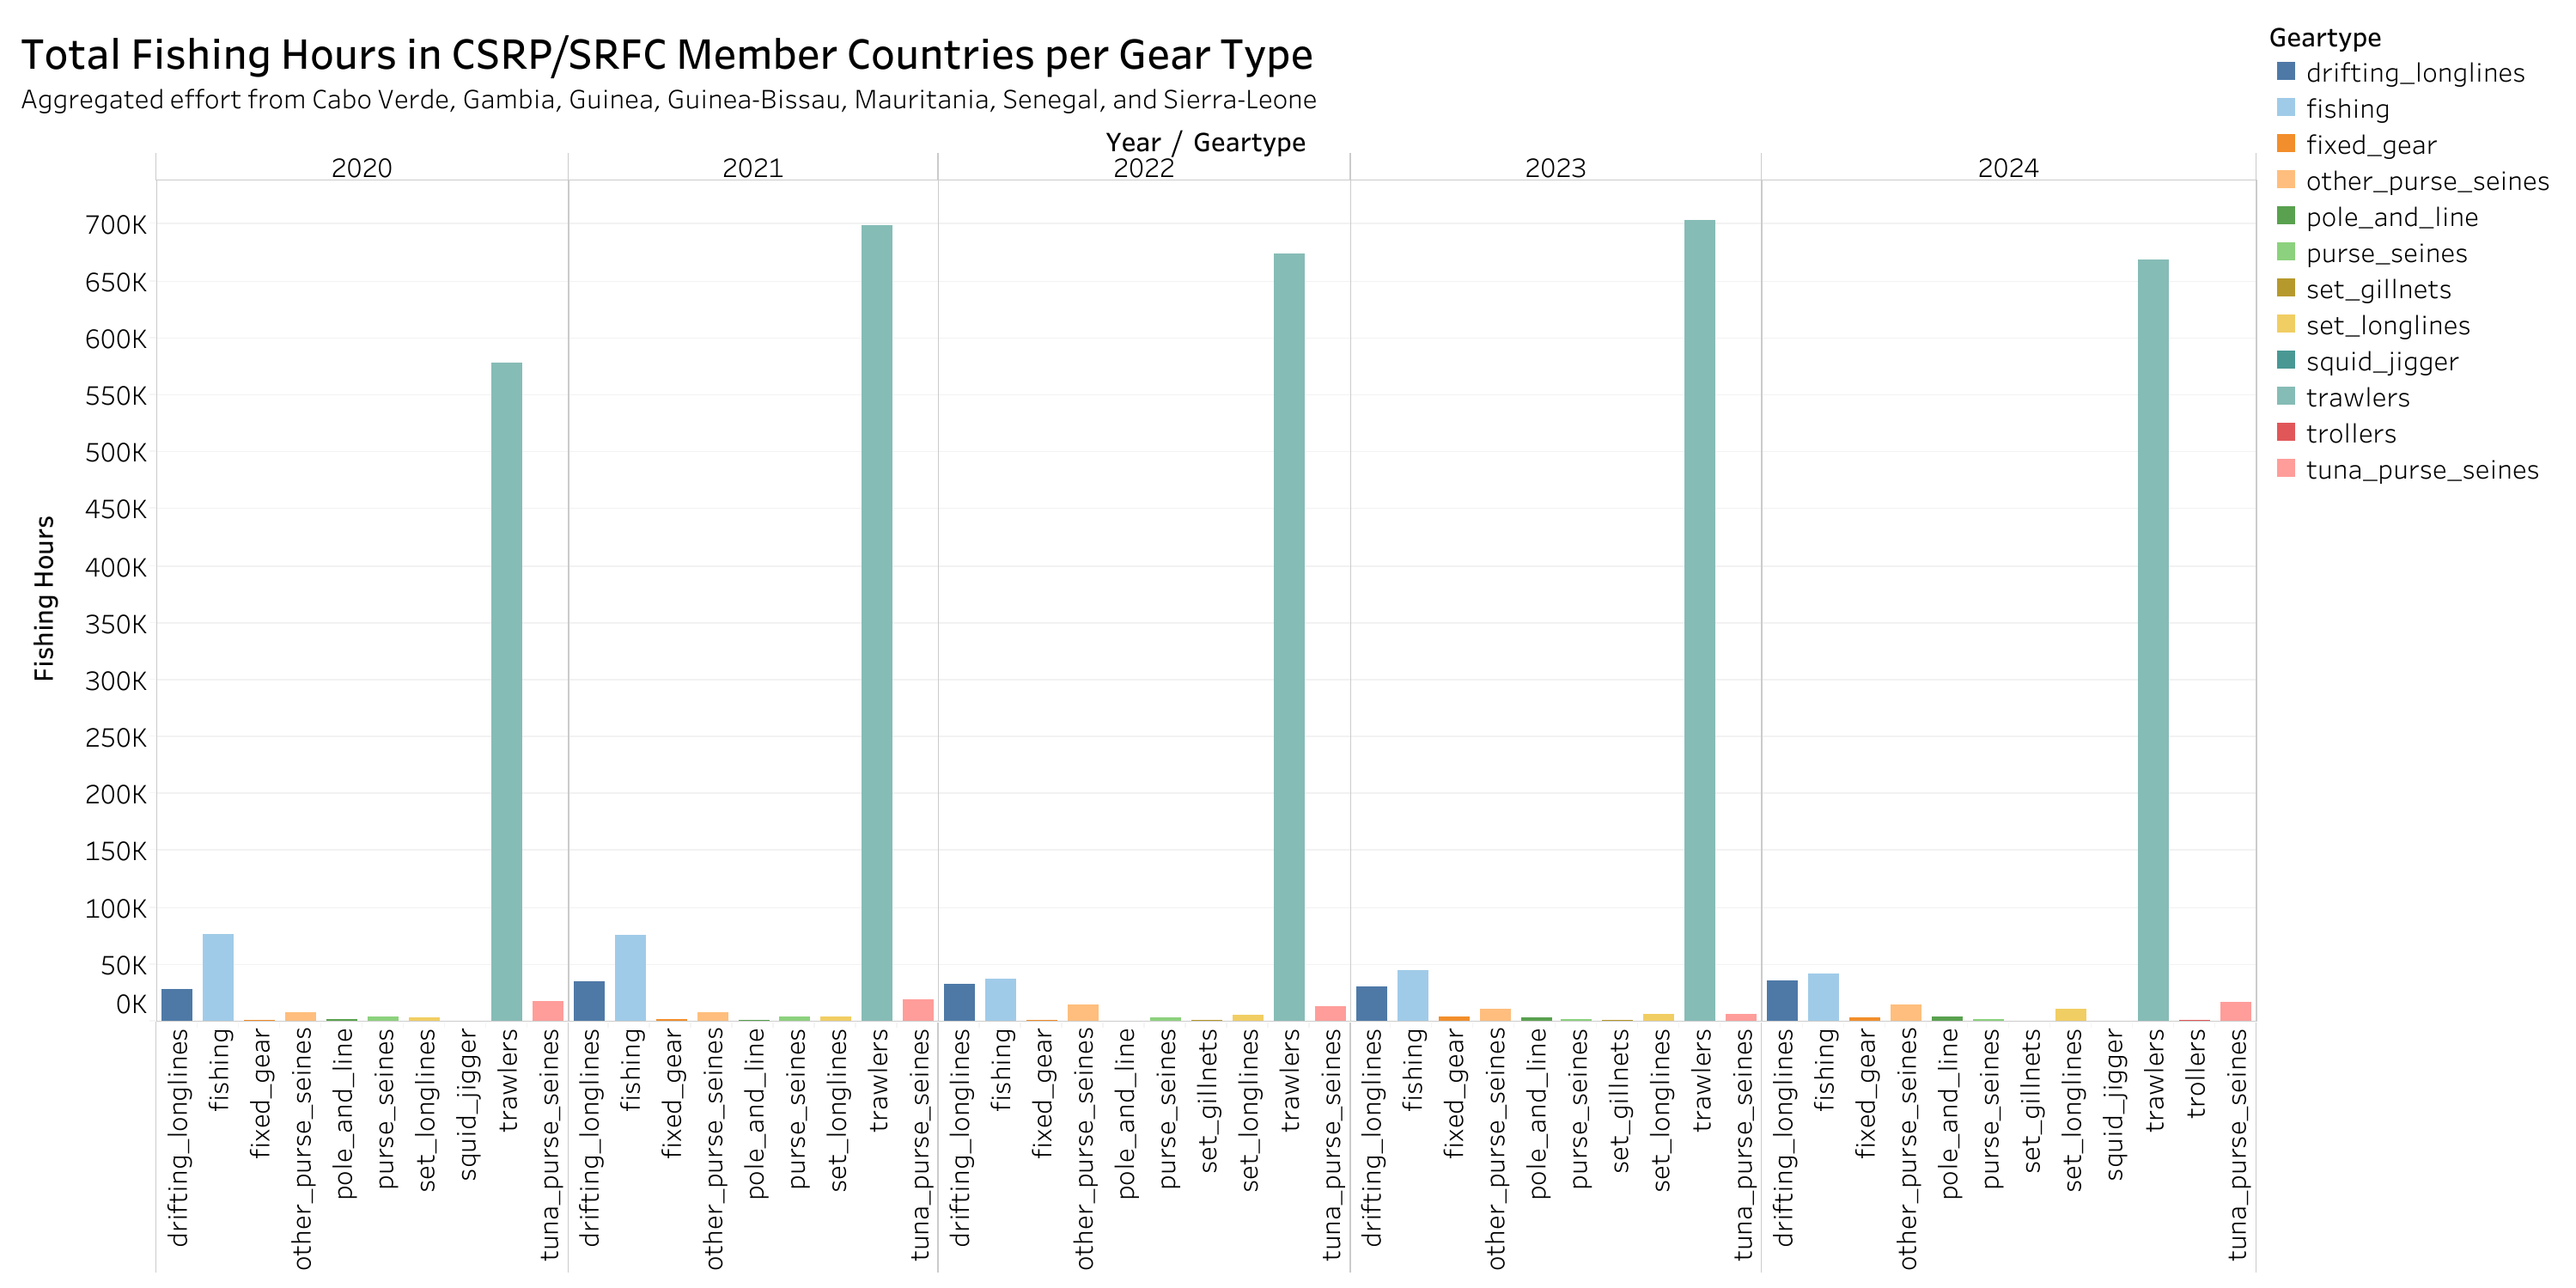 Total Fishing Hours in CSRP/SRFC Member Countries per Gear Type
Aggregated effort from Cabo Verde, Gambia, Guinea, Guinea-Bissau, Mauritania, Senegal, and Sierra-Leone
Year / Geartype
2020
2021
2022
2023
2024
Fishing Hours
700K
650K
600K
550K
500K
450K
400K
350K
300K
250K
200K
150K
100K
50K
0K
drifting_longlines
fishing
fixed_gear
other_purse_seines
pole_and_line
purse_seines
set_longlines
squid_jigger
trawlers
tuna_purse_seines
drifting_longlines
fishing
fixed_gear
other_purse_seines
pole_and_line
purse_seines
set_longlines
trawlers
tuna_purse_seines
drifting_longlines
fishing
fixed_gear
other_purse_seines
pole_and_line
purse_seines
set_gillnets
set_longlines
trawlers
tuna_purse_seines
drifting_longlines
fishing
fixed_gear
other_purse_seines
pole_and_line
purse_seines
set_gillnets
set_longlines
trawlers
tuna_purse_seines
drifting_longlines
fishing
fixed_gear
other_purse_seines
pole_and_line
purse_seines
set_gillnets
set_longlines
squid_jigger
trawlers
trollers
tuna_purse_seines
Geartype
drifting_longlines
fishing
fixed_gear
other_purse_seines
pole_and_line
purse_seines
set_gillnets
set_longlines
squid_jigger
trawlers
trollers
tuna_purse_seines